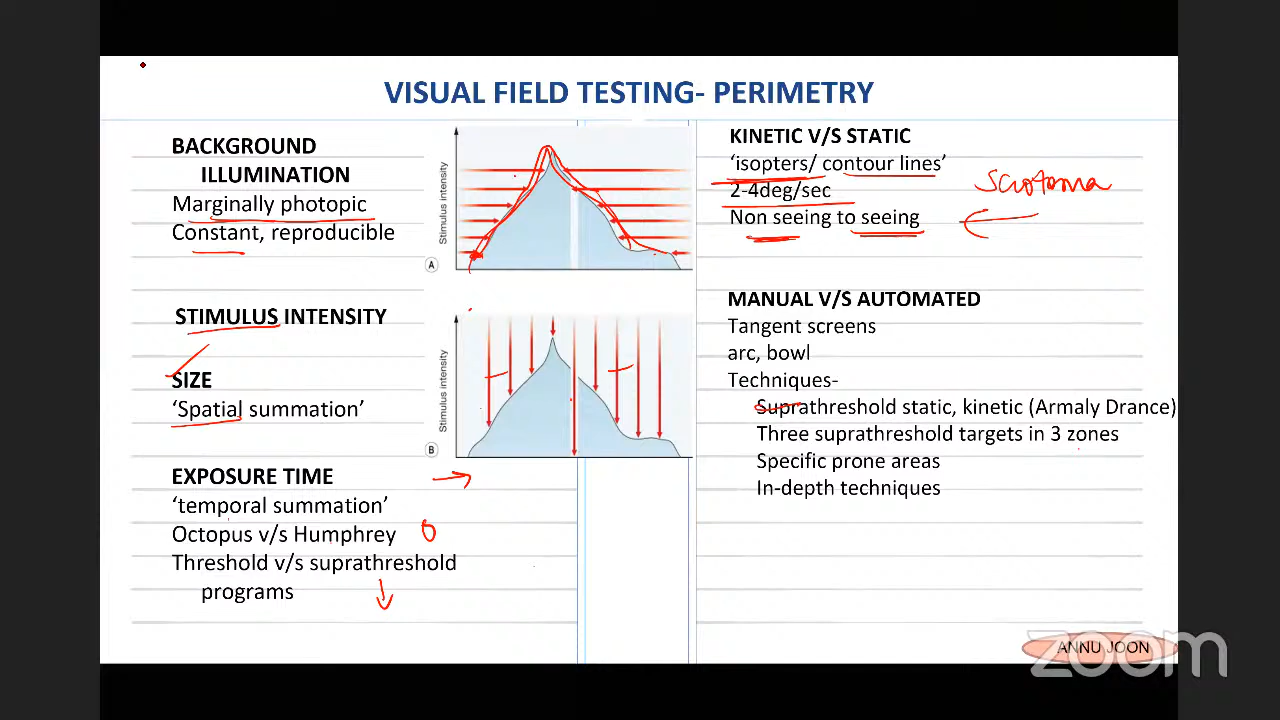 VISUAL FIELD TESTING- PERIMETRY
BACKGROUND
ILLUMINATION
Marginally photopic
Constant, reproducible
STIMULUS INTENSITY
SIZE
‘Spatial summation’
EXPOSURE TIME
‘temporal summation’
Octopus v/s Humphrey
Threshold v/s suprathreshold
programs
Stimulus intensity
A
Stimulus intensity
B
KINETIC V/S STATIC
‘isopters/ contour lines’
2-4deg/sec
Non seeing to seeing
Scotoma
MANUAL V/S AUTOMATED
Tangent screens
arc, bowl
Techniques-
Suprathreshold static, kinetic (Armaly Drance)
Three suprathreshold targets in 3 zones
Specific prone areas
In-depth techniques
ANNU JOON
zoom